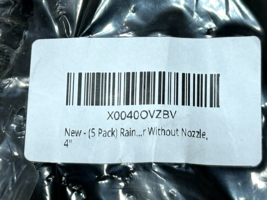 X0040OVZBV
New - (5 Pack) Rain...r Without Nozzle,
4"